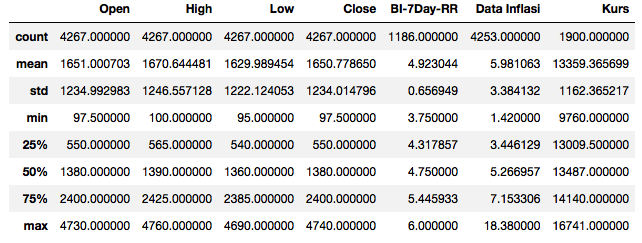 Open High Low Close BI-7Day-RR Data Inflasi Kurs
count 4267.000000 4267.000000 4267.000000 4267.000000 1186.000000 4253.000000 1900.000000
mean 1651.000703 1670.644481 1629.989454 1650.778650 4.923044 5.981063 13359.365699
std 1234.992983 1246.557128 1222.124053 1234.014796 0.656949 3.384132 1162.365217
min 97.500000 100.000000 95.000000 97.500000 3.750000 1.420000 9760.000000
25% 550.000000 565.000000 540.000000 550.000000 4.317857 3.446129 13009.500000
50% 1380.000000 1390.000000 1360.000000 1380.000000 4.750000 5.266957 13487.000000
75% 2400.000000 2425.000000 2385.000000 2400.000000 5.445933 7.153306 14140.000000
max 4730.000000 4760.000000 4690.000000 4740.000000 6.000000 18.380000 16741.000000